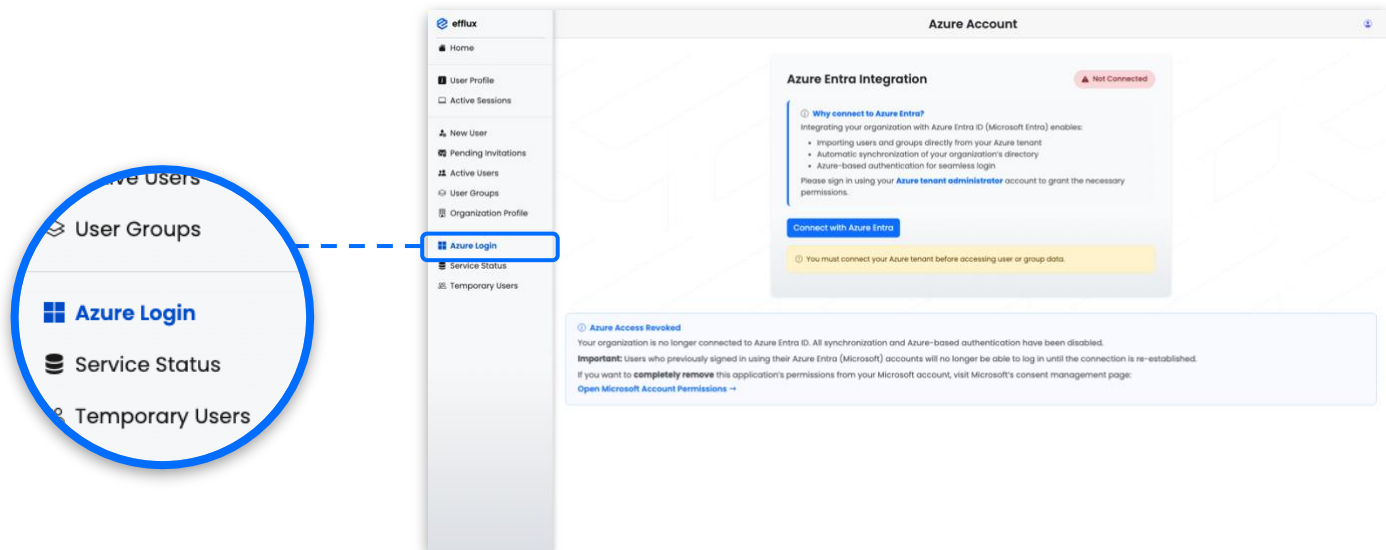 efflux
Azure Account
Home
User Profile
Active Sessions
New User
Pending Invitations
Active Users
User Groups
Organization Profile
Azure Login
Service Status
Temporary Users
Azure Entra Integration
Not Connected
Why connect to Azure Entra?
Integrating your organization with Azure Entra ID (Microsoft Entra) enables:
• Importing users and groups directly from your Azure tenant
• Automatic synchronization of your organization's directory
• Azure-based authentication for seamless login
Please sign in using your Azure tenant administrator account to grant the necessary
permissions.
Connect with Azure Entra
You must connect your Azure tenant before accessing user or group data.
Azure Access Revoked
Your organization is no longer connected to Azure Entra ID. All synchronization and Azure-based authentication have been disabled.
Important: Users who previously signed in using their Azure Entra (Microsoft) accounts will no longer be able to log in until the connection is re-established.
If you want to completely remove this application's permissions from your Microsoft account, visit Microsoft's consent management page:
Open Microsoft Account Permissions →
ive Users
User Groups
Azure Login
Service Status
Temporary Users